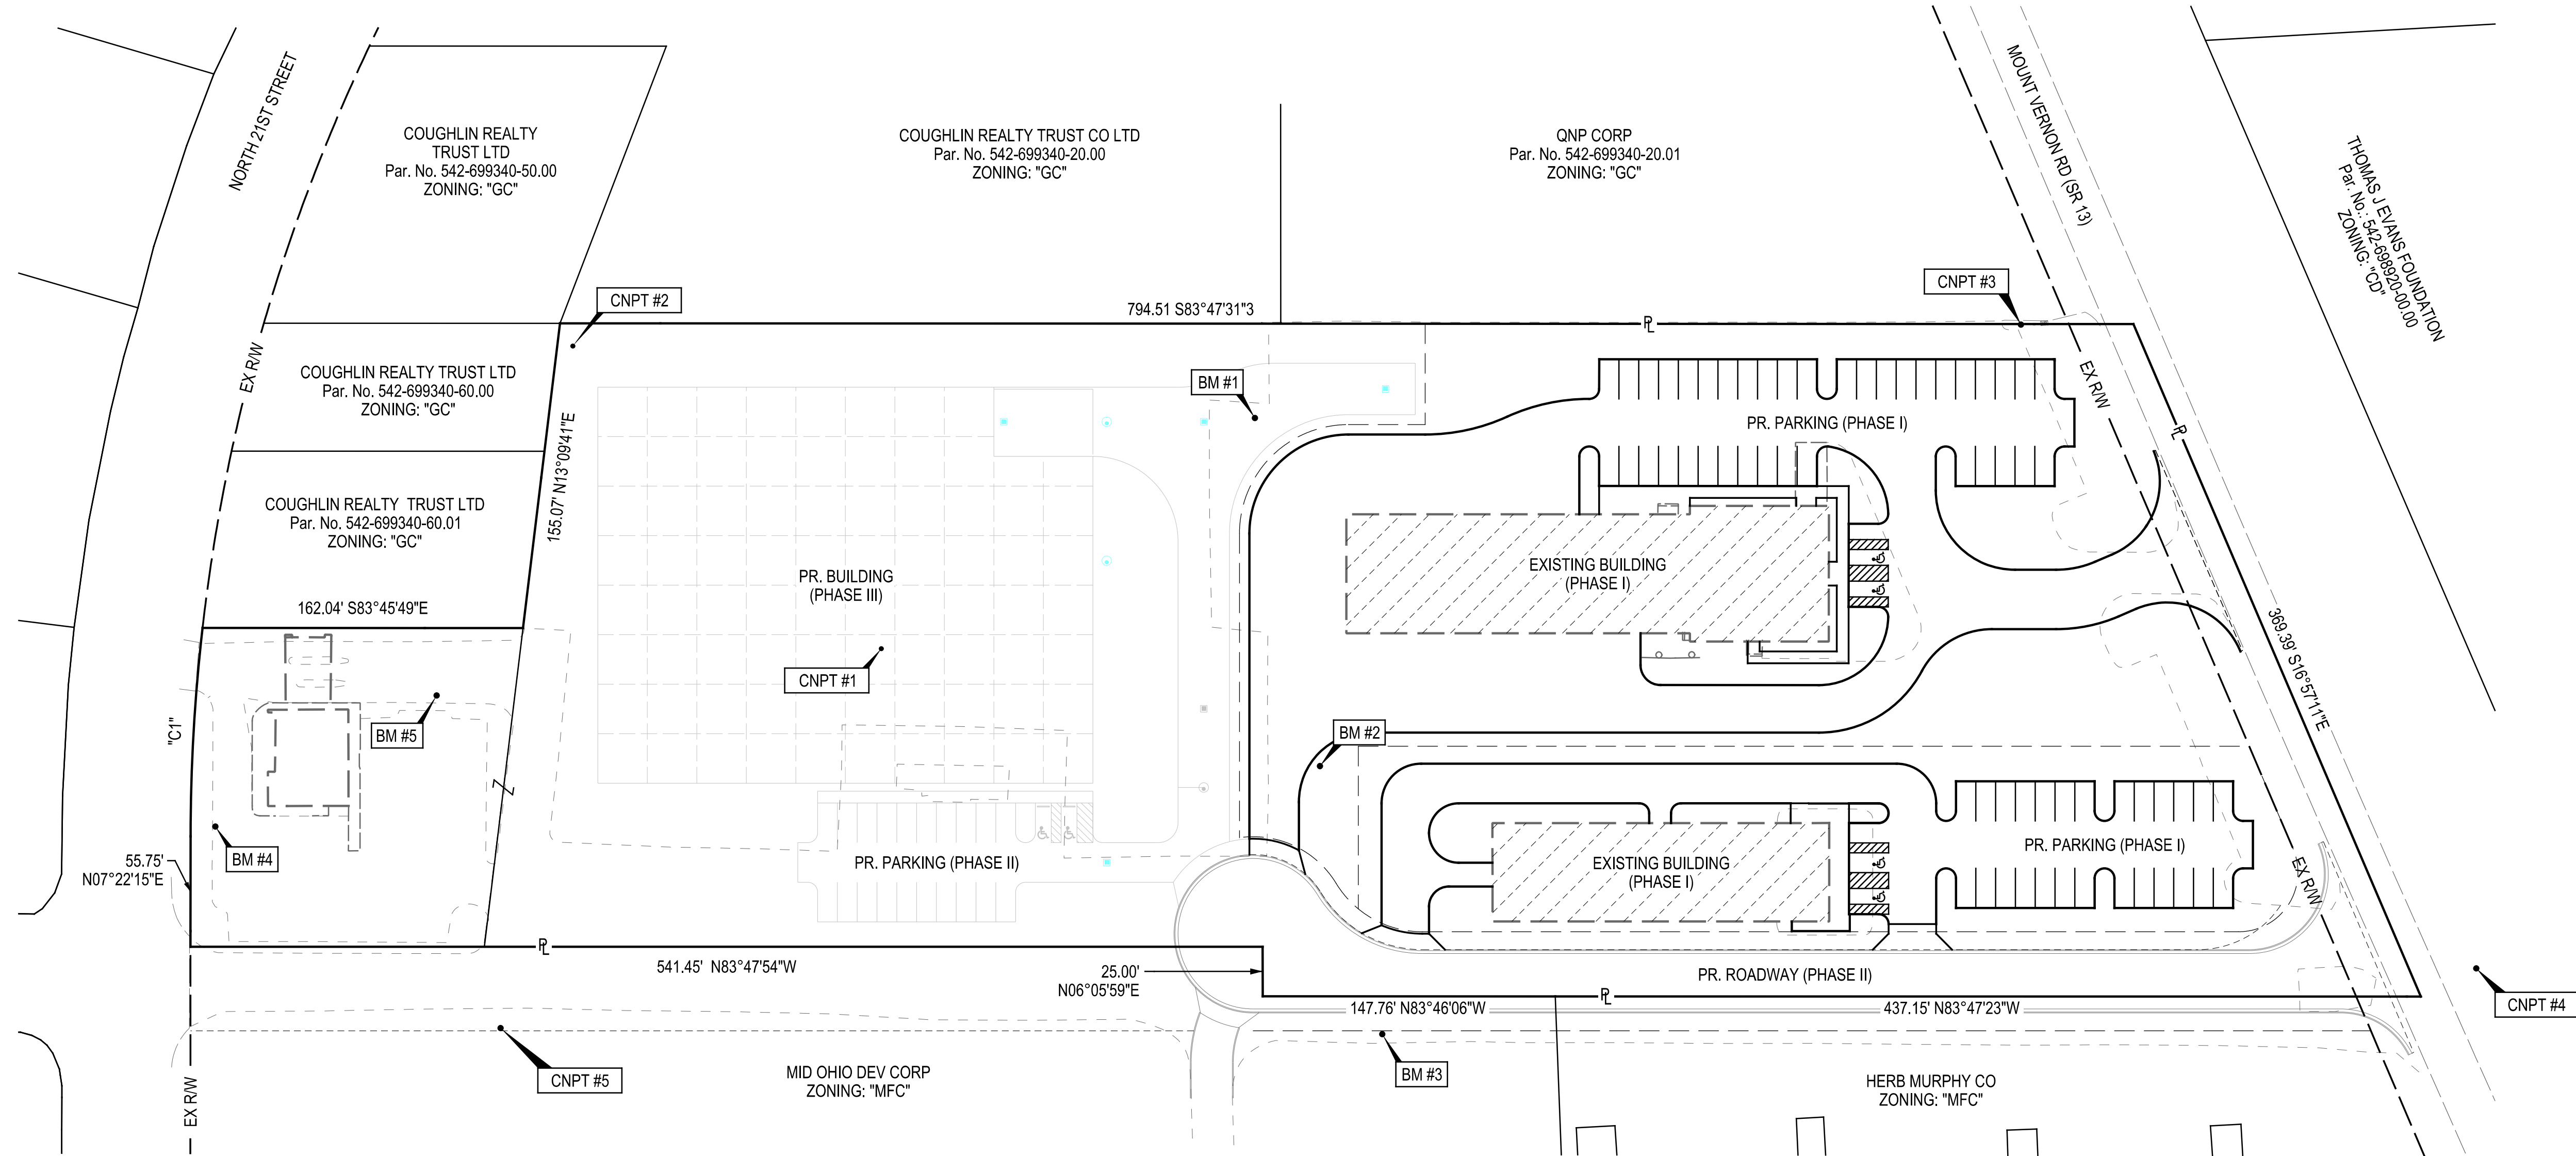 NORTH 21ST STREET
EX R/W
COUGHLIN REALTY
TRUST LTD
Par. No. 542-699340-50.00
ZONING: "GC"
COUGHLIN REALTY TRUST CO LTD
Par. No. 542-699340-20.00
ZONING: "GC"
QNP CORP
Par. No. 542-699340-20.01
ZONING: "GC"
MOUNT VERNON RD (SR 13)
THOMAS J EVANS FOUNDATION
Par. No.: 542-698920-00.00
ZONING: "CD"
CNPT #2
794.51 S83°47'31"3
PL
CNPT #3
COUGHLIN REALTY TRUST LTD
Par. No. 542-699340-60.00
ZONING: "GC"
BM #1
EX R/W
PL
PR. PARKING (PHASE I)
155.07' N13°09'41"E
COUGHLIN REALTY TRUST LTD
Par. No. 542-699340-60.01
ZONING: "GC"
PR. BUILDING
(PHASE III)
EXISTING BUILDING
(PHASE I)
162.04' S83°45'49"E
369.39' S16°57'11"E
CNPT #1
"C1"
BM #5
BM #2
BM #4
55.75'
N07°22'15"E
PR. PARKING (PHASE II)
EXISTING BUILDING
(PHASE I)
PR. PARKING (PHASE I)
EX R/W
PL
541.45' N83°47'54"W
25.00'
N06°05'59"E
PR. ROADWAY (PHASE II)
PL
147.76' N83°46'06"W
437.15' N83°47'23"W
CNPT #4
EX R/W
CNPT #5
MID OHIO DEV CORP
ZONING: "MFC"
BM #3
HERB MURPHY CO
ZONING: "MFC"